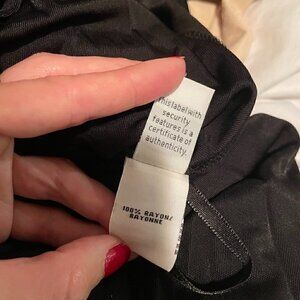 This label with
security
features is a
certificate of
authenticity.
100% RAYON
RAYONNE